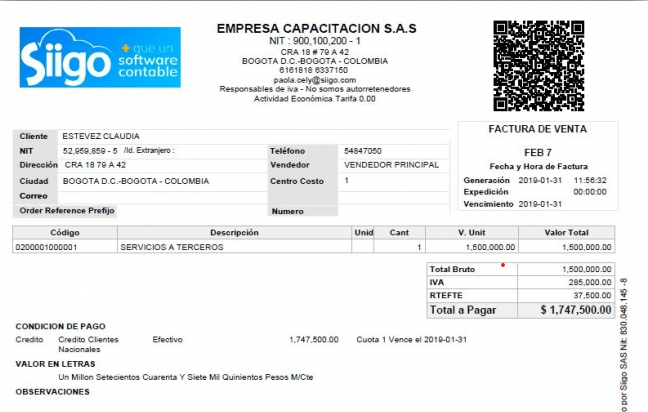 Siigo
+ que un
software
contable
EMPRESA CAPACITACION S.A.S
NIT : 900,100,200 - 1
CRA 18 # 79 A 42
BOGOTA D.C.-BOGOTA - COLOMBIA
6161818 6337150
paola.cely@siigo.com
Responsables de iva - No somos autorretenedores
Actividad Económica Tarifa 0.00
FACTURA DE VENTA
FEB 7
Fecha y Hora de Factura
Generación 2019-01-31 11:56:32
Expedición 00:00:00
Vencimiento 2019-01-31
Cliente ESTEVEZ CLAUDIA
NIT 52,959,859 - 5 /Id. Extranjero : Teléfono 54847050
Dirección CRA 18 79 A 42 Vendedor VENDEDOR PRINCIPAL
Ciudad BOGOTA D.C.-BOGOTA - COLOMBIA Centro Costo 1
Correo
Order Reference Prefijo Numero
Código Descripción Unid Cant V. Unit Valor Total
0200001000001 SERVICIOS A TERCEROS 1 1,500,000.00 1,500,000.00
Total Bruto 1,500,000.00
IVA 285,000.00
RTEFTE 37,500.00
Total a Pagar $ 1,747,500.00
CONDICION DE PAGO
Credito Credito Clientes Efectivo 1,747,500.00 Cuota 1 Vence el 2019-01-31
Nacionales
VALOR EN LETRAS
Un Millon Setecientos Cuarenta Y Siete Mil Quinientos Pesos M/Cte
OBSERVACIONES
o por Siigo SAS Nit: 830.048.145 -8